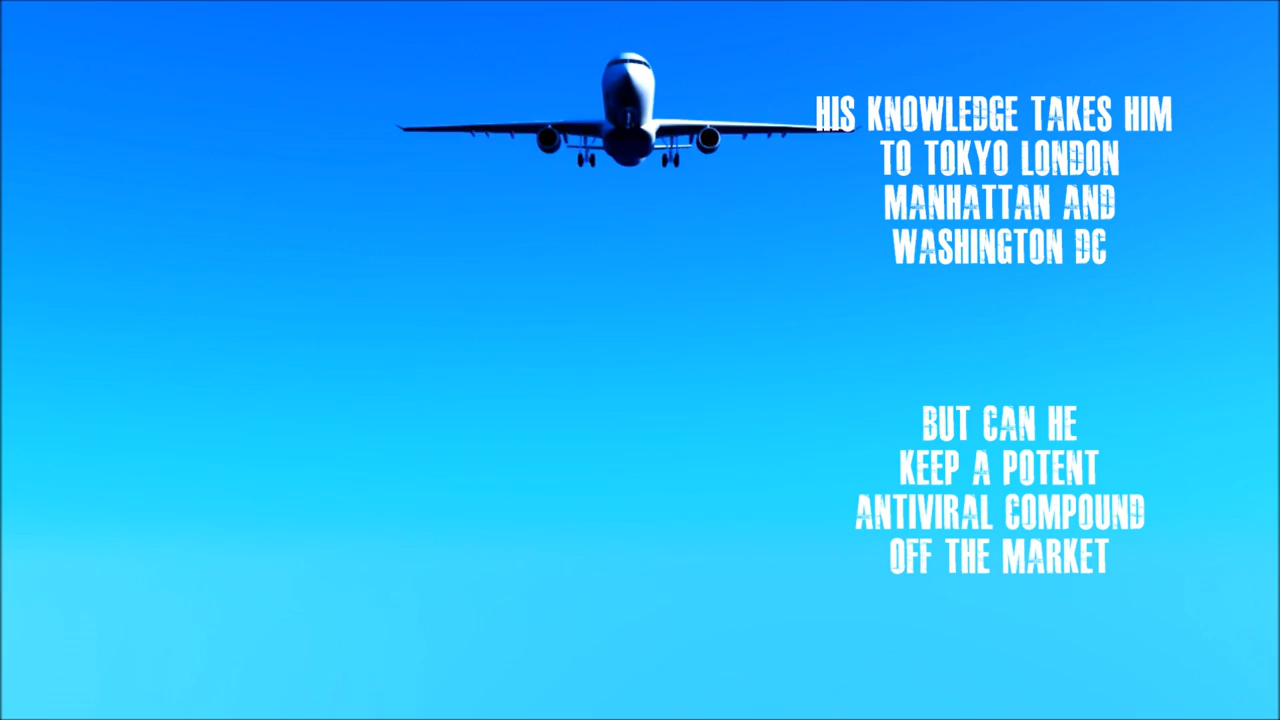 HIS KNOWLEDGE TAKES HIM
TO TOKYO LONDON
MANHATTAN AND
WASHINGTON DC
BUT CAN HE
KEEP A POTENT
ANTIVIRAL COMPOUND
OFF THE MARKET